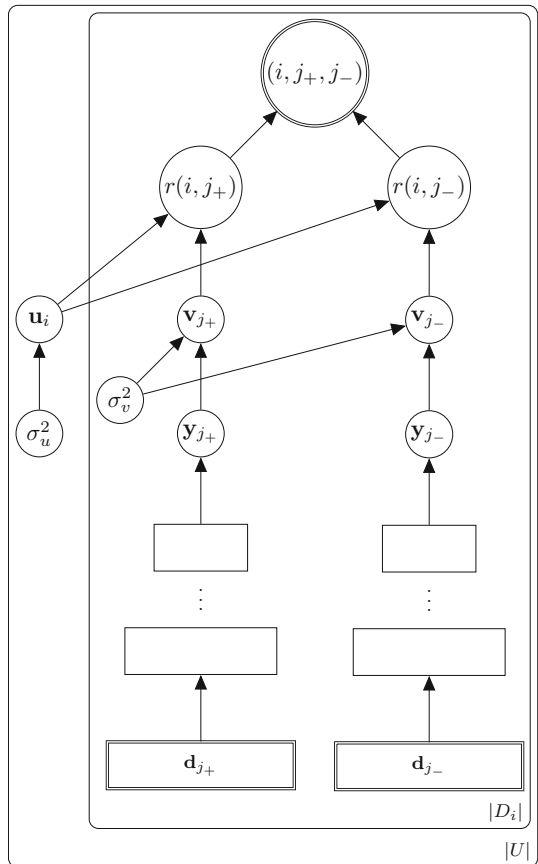 (i, j₊, j₋)
r(i, j₊) r(i, j₋)
𝐮ᵢ 𝐯ⱼ₊ 𝐯ⱼ₋
σᵥ²
σᵤ² 𝐲ⱼ₊ 𝐲ⱼ₋
⋮ ⋮
𝐝ⱼ₊ 𝐝ⱼ₋
|Dᵢ|
|U|